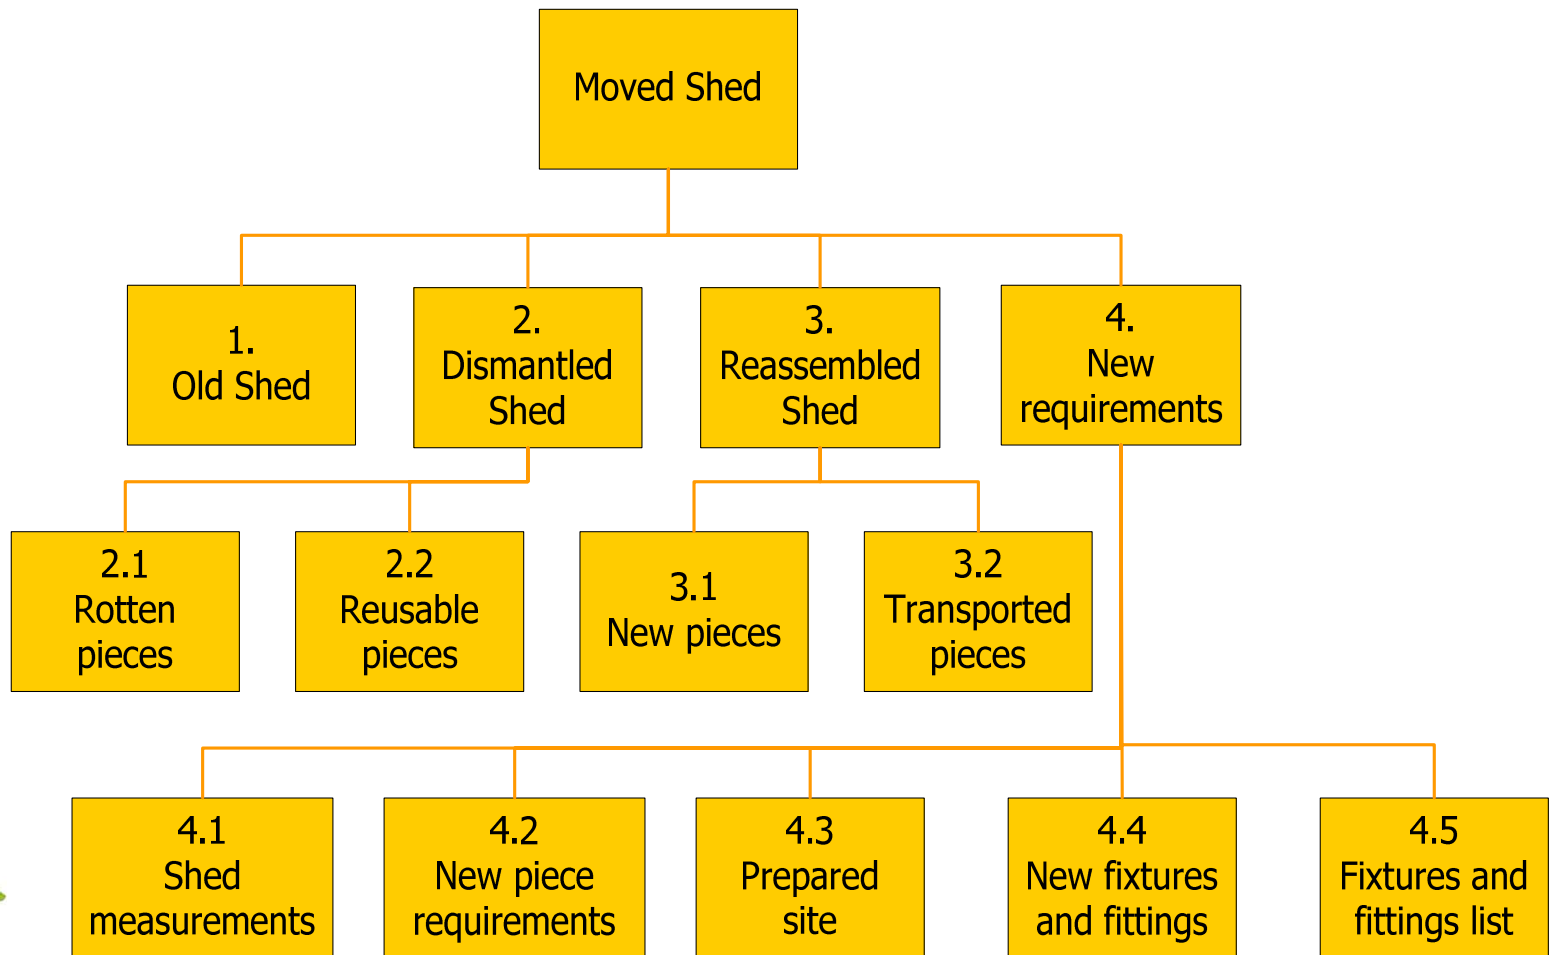 Moved Shed
1.
Old Shed
2.
Dismantled
Shed
3.
Reassembled
Shed
4.
New
requirements
2.1
Rotten
pieces
2.2
Reusable
pieces
3.1
New pieces
3.2
Transported
pieces
4.1
Shed
measurements
4.2
New piece
requirements
4.3
Prepared
site
4.4
New fixtures
and fittings
4.5
Fixtures and
fittings list